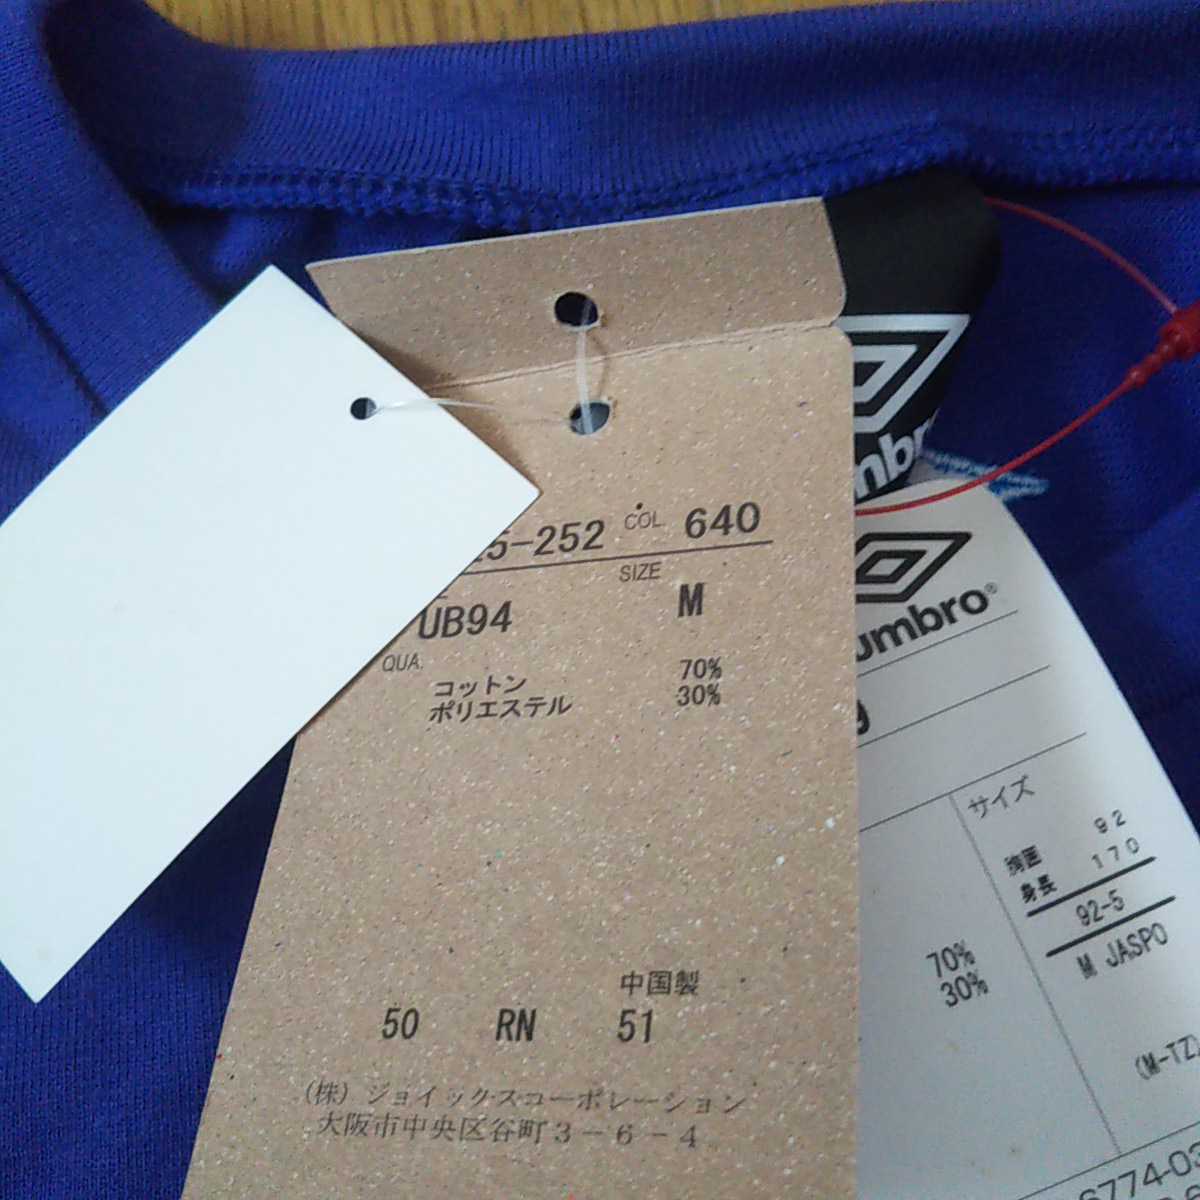 25-252 COL. 640
SIZE
UB94 M
QUA.
コットン 70%
ポリエステル 30%
中国製
50 RN 51
(株) ジョイックスコーポレーション
大阪市中央区谷町3-6-4
umbro®
サイズ
胸囲 92
身長 170
92-5
M JASPO
70%
30%
(M-TZ)
6774-03